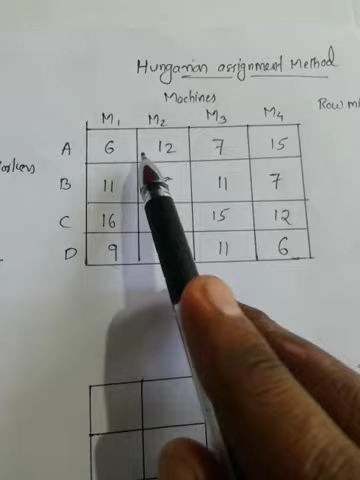 Hungarian assignment Method
Machines
Row mi
M1 M2 M3 M4
A 6 12 7 15
B 11 11 7
C 16 15 12
D 9 11 6